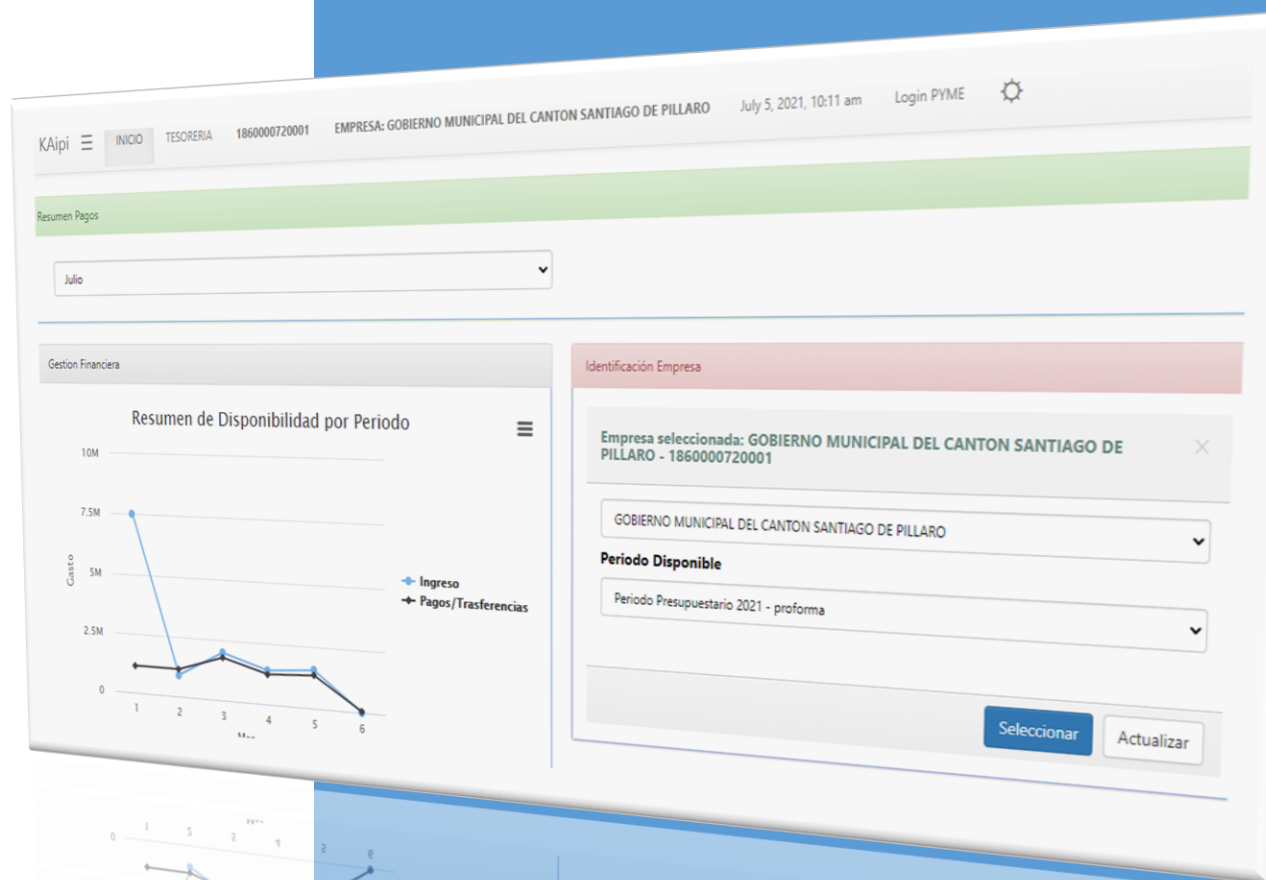 KAipi ☰ INICIO TESORERIA 1860000720001 EMPRESA: GOBIERNO MUNICIPAL DEL CANTON SANTIAGO DE PILLARO July 5, 2021, 10:11 am Login PYME
Resumen Pagos
Julio
Gestion Financiera
Resumen de Disponibilidad por Periodo
10M
7.5M
5M
2.5M
0
Gasto
1 2 3 4 5 6
Ingreso
Pagos/Trasferencias
Identificación Empresa
Empresa seleccionada: GOBIERNO MUNICIPAL DEL CANTON SANTIAGO DE
PILLARO - 1860000720001
GOBIERNO MUNICIPAL DEL CANTON SANTIAGO DE PILLARO
Periodo Disponible
Periodo Presupuestario 2021 - proforma
Seleccionar Actualizar